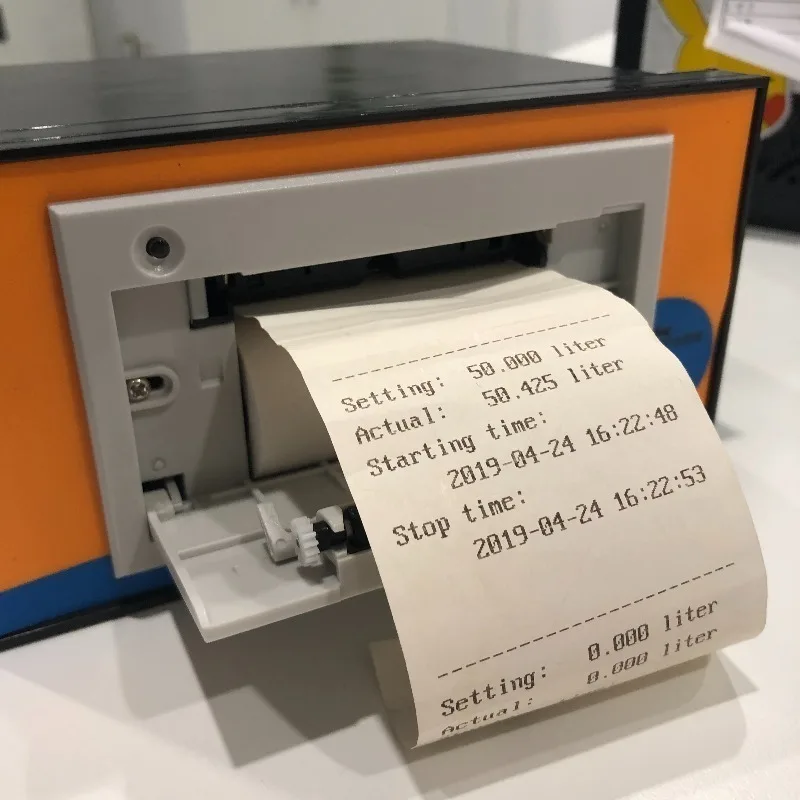 Setting: 50.000 liter
Actual: 50.425 liter
Starting time:
2019-04-24 16:22:48
Stop time:
2019-04-24 16:22:53
Setting: 0.000 liter
Actual: 0.000 liter